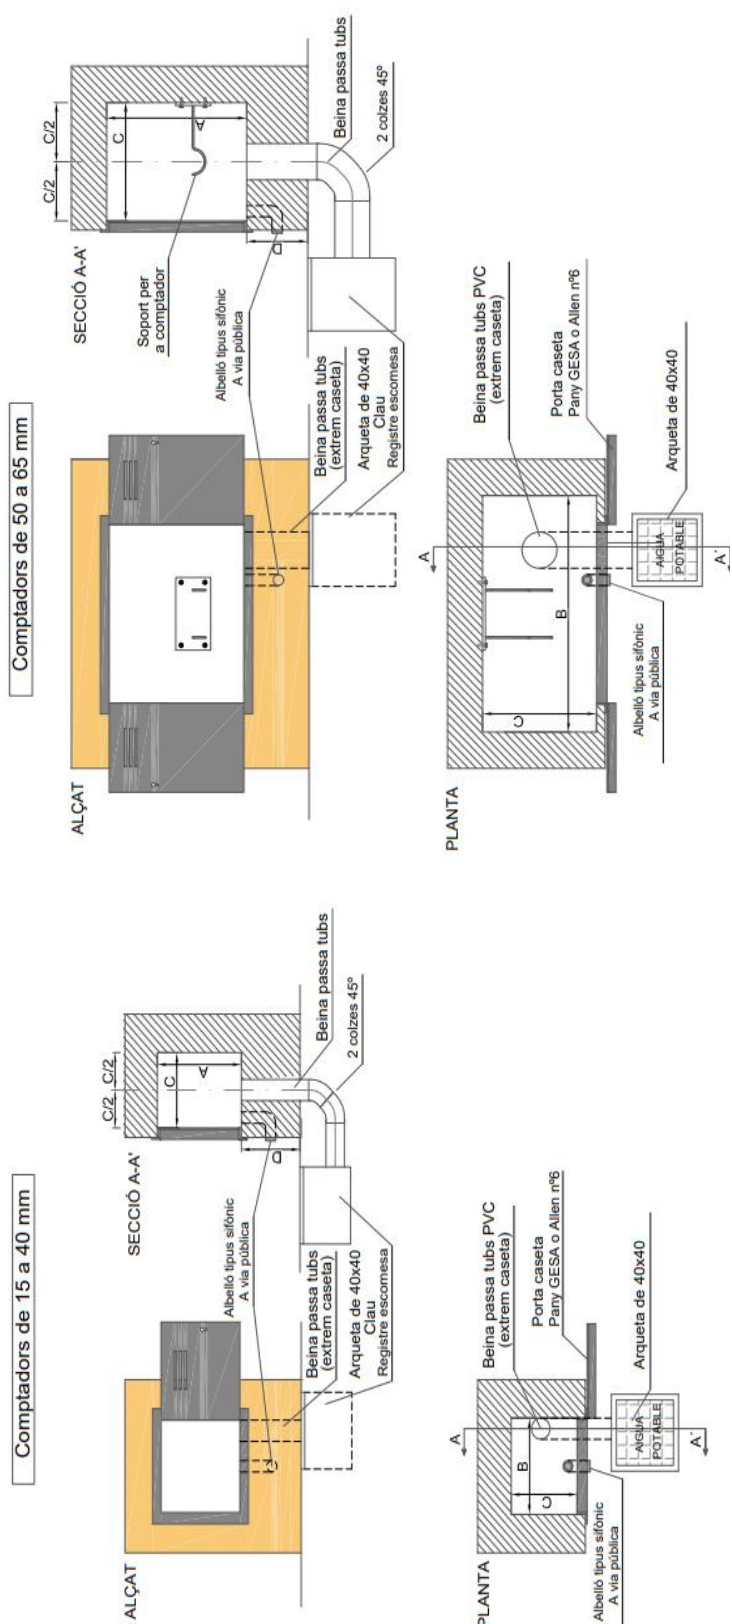 Comptadors de 15 a 40 mm
ALÇAT
Albelló tipus sifònic
A via pública
Beina passa tubs
(extrem caseta)
Arqueta de 40x40
Clau
Registre escomesa
SECCIÓ A-A'
C/2
C/2
C
A
D
Beina passa tubs
2 colzes 45º
PLANTA
A
B
C
AIGUA
POTABLE
A'
Albelló tipus sifònic
A via pública
Beina passa tubs PVC
(extrem caseta)
Porta caseta
Pany GESA o Allen nº6
Arqueta de 40x40
Comptadors de 50 a 65 mm
ALÇAT
Albelló tipus sifònic
A via pública
Beina passa tubs
(extrem caseta)
Arqueta de 40x40
Clau
Registre escomesa
SECCIÓ A-A'
C/2
C/2
C
A
D
Soport per
a comptador
Beina passa tubs
2 colzes 45º
PLANTA
A
B
C
AIGUA
POTABLE
A'
Albelló tipus sifònic
A via pública
Beina passa tubs PVC
(extrem caseta)
Porta caseta
Pany GESA o Allen nº6
Arqueta de 40x40